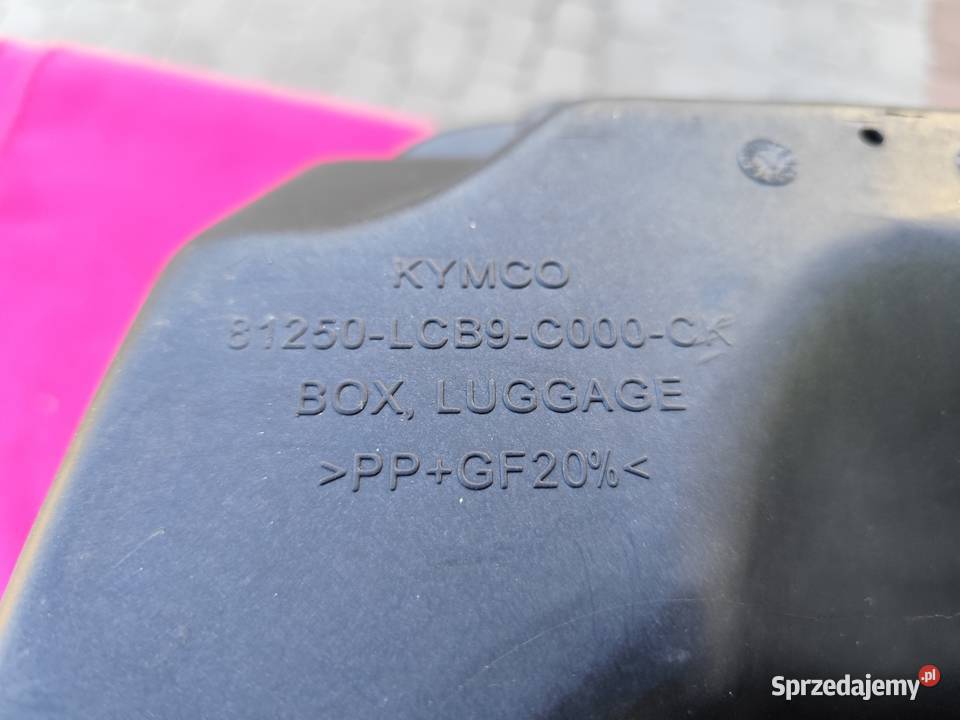 KYMCO
81250-LCB9-C000-CK
BOX, LUGGAGE
>PP+GF20%<
Sprzedajemy.pl